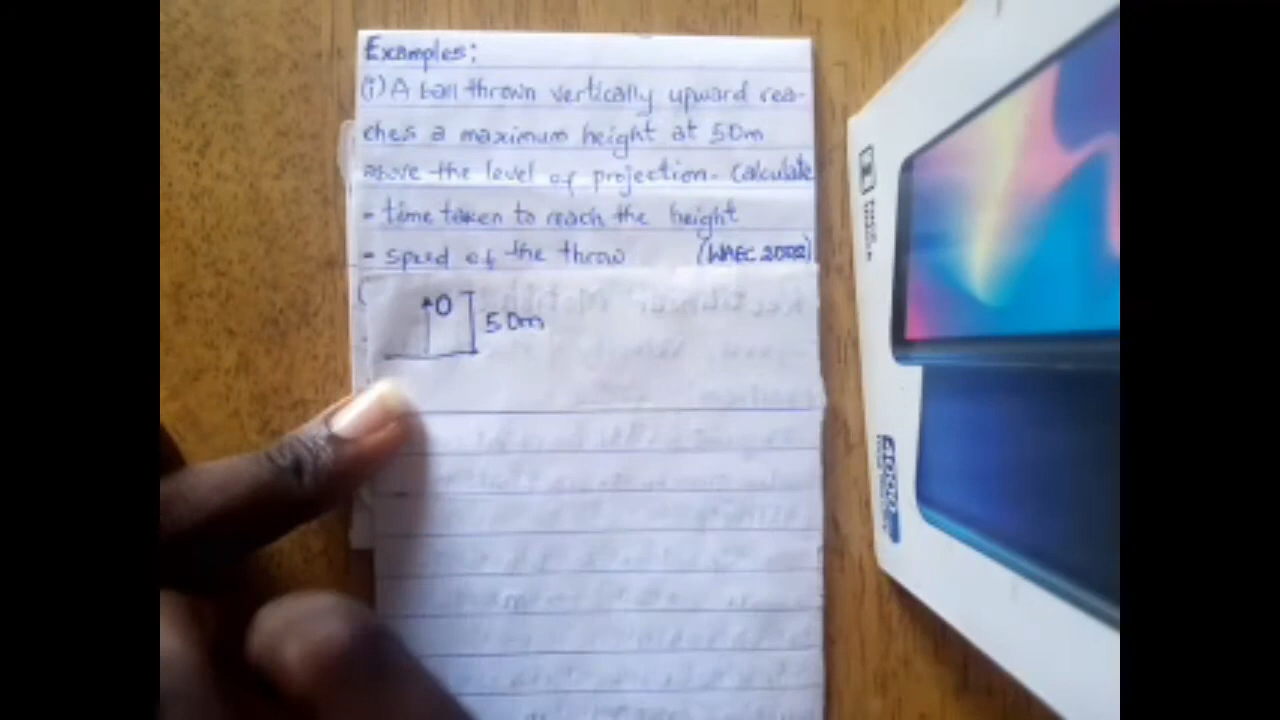 Examples:
(i) A ball thrown vertically upward rea-
ches a maximum height at 50m
above the level of projection. Calculate
- time taken to reach the height
- speed of the throw (WAEC 2002)
50m